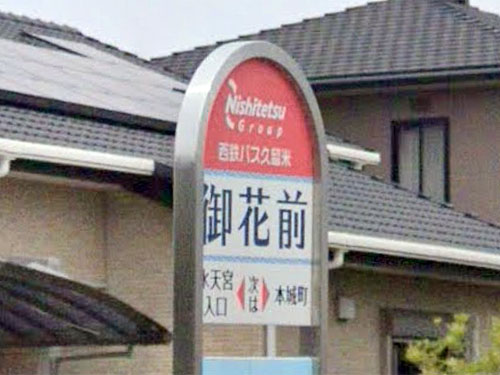 Nishitetsu
Group
西鉄バス久留米
御花前
水天宮入口 次は 本城町